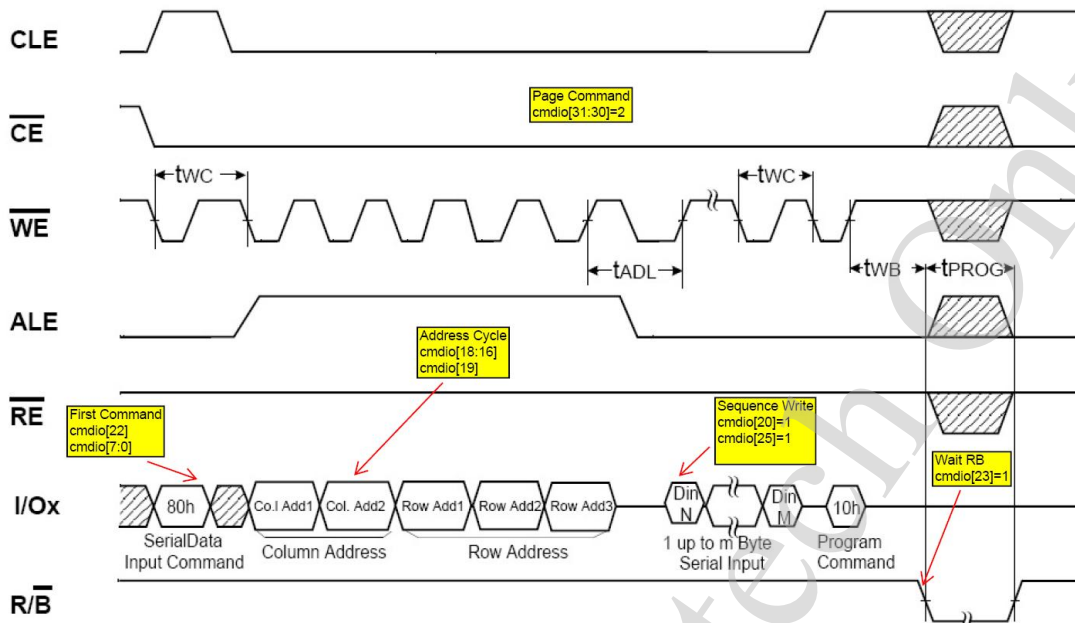 CLE
Page Command
cmdio[31:30]=2
CE
tWC
tWC
WE
tADL
tWB
tPROG
ALE
Address Cycle
cmdio[18:16]
cmdio[19]
RE
First Command
cmdio[22]
cmdio[7:0]
Sequence Write
cmdio[20]=1
cmdio[25]=1
Wait RB
cmdio[23]=1
I/Ox
80h
Co.l Add1
Col. Add2
Row Add1
Row Add2
Row Add3
Din
N
Din
M
10h
SerialData
Input Command
Column Address
Row Address
1 up to m Byte
Serial Input
Program
Command
R/B
tech Onl